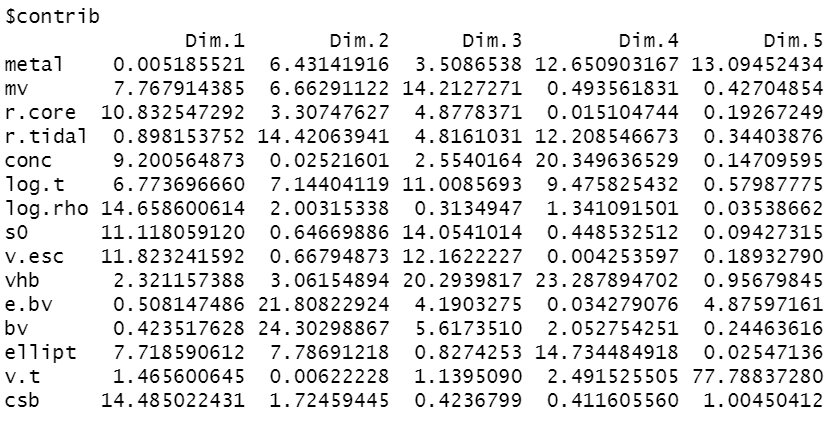 $contrib
Dim.1 Dim.2 Dim.3 Dim.4 Dim.5
metal 0.005185521 6.43141916 3.5086538 12.650903167 13.09452434
mv 7.767914385 6.66291122 14.2127271 0.493561831 0.42704854
r.core 10.832547292 3.30747627 4.8778371 0.015104744 0.19267249
r.tidal 0.898153752 14.42063941 4.8161031 12.208546673 0.34403876
conc 9.200564873 0.02521601 2.5540164 20.349636529 0.14709595
log.t 6.773696660 7.14404119 11.0085693 9.475825432 0.57987775
log.rho 14.658600614 2.00315338 0.3134947 1.341091501 0.03538662
s0 11.118059120 0.64669886 14.0541014 0.448532512 0.09427315
v.esc 11.823241592 0.66794873 12.1622227 0.004253597 0.18932790
vhb 2.321157388 3.06154894 20.2939817 23.287894702 0.95679845
e.bv 0.508147486 21.80822924 4.1903275 0.034279076 4.87597161
bv 0.423517628 24.30298867 5.6173510 2.052754251 0.24463616
ellipt 7.718590612 7.78691218 0.8274253 14.734484918 0.02547136
v.t 1.465600645 0.00622228 1.1395090 2.491525505 77.78837280
csb 14.485022431 1.72459445 0.4236799 0.411605560 1.00450412